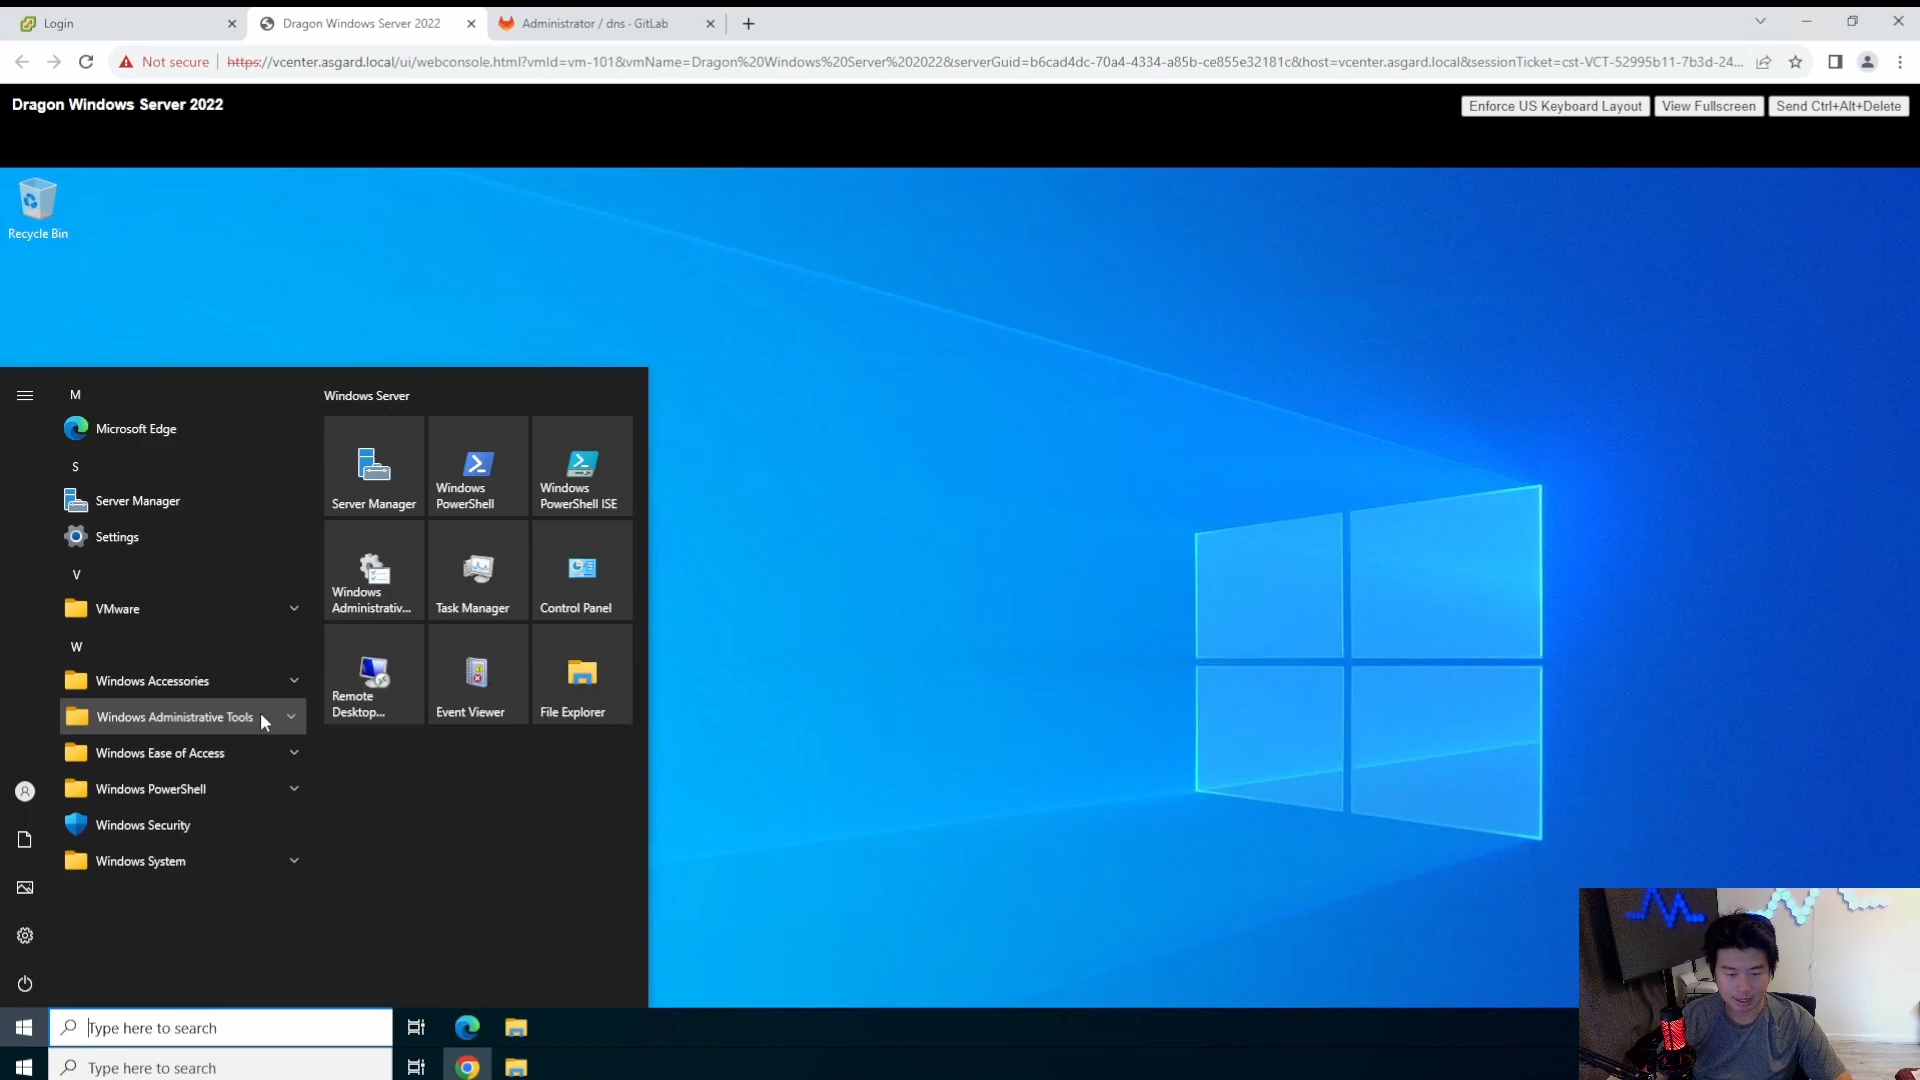 Login
Dragon Windows Server 2022
Administrator / dns · GitLab
Not secure
https://vcenter.asgard.local/ui/webconsole.html?vmId=vm-101&vmName=Dragon%20Windows%20Server%202022&serverGuid=b6cad4dc-70a4-4334-a85b-ce855e32181c&host=vcenter.asgard.local&sessionTicket=cst-VCT-52995b11-7b3d-24...
Dragon Windows Server 2022
Enforce US Keyboard Layout
View Fullscreen
Send Ctrl+Alt+Delete
Recycle Bin
M
Microsoft Edge
S
Server Manager
Settings
V
VMware
W
Windows Accessories
Windows Administrative Tools
Windows Ease of Access
Windows PowerShell
Windows Security
Windows System
Windows Server
Server Manager
Windows
PowerShell
Windows
PowerShell ISE
Windows
Administrativ...
Task Manager
Control Panel
Remote
Desktop...
Event Viewer
File Explorer
Type here to search
Type here to search